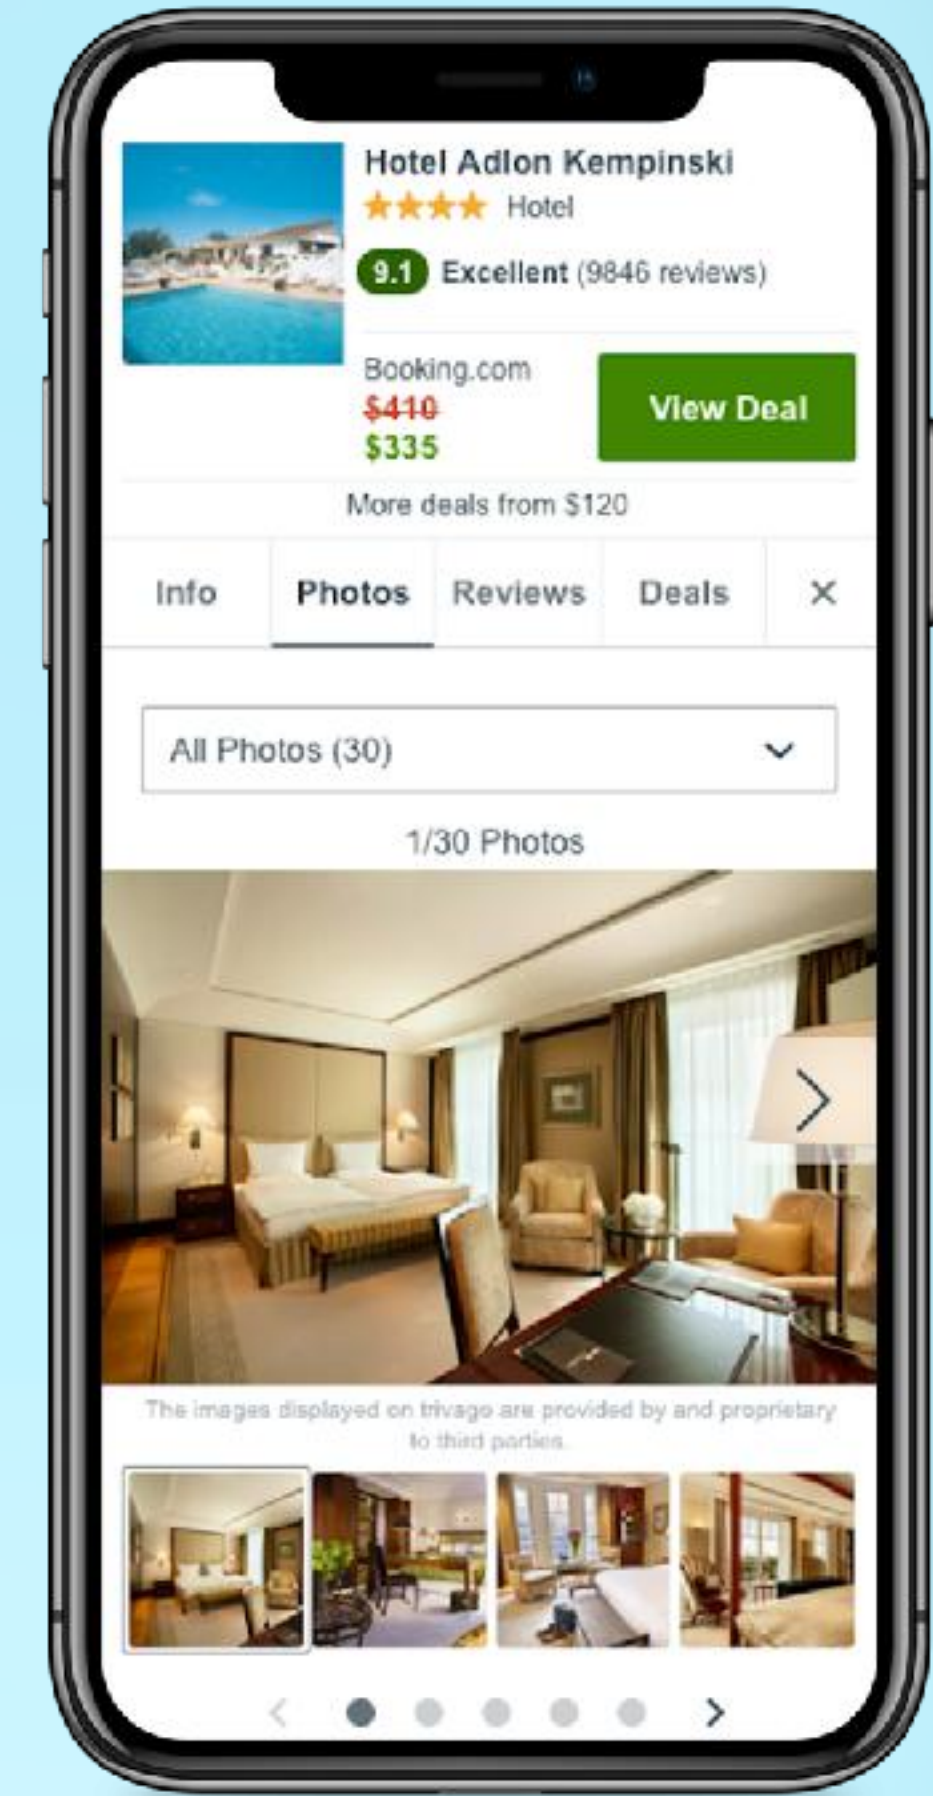 Hotel Adlon Kempinski
Hotel
9.1 Excellent (9846 reviews)
Booking.com
$410
$335
View Deal
More deals from $120
Info Photos Reviews Deals
All Photos (30)
1/30 Photos
The images displayed on trivago are provided by and proprietary
to third parties.